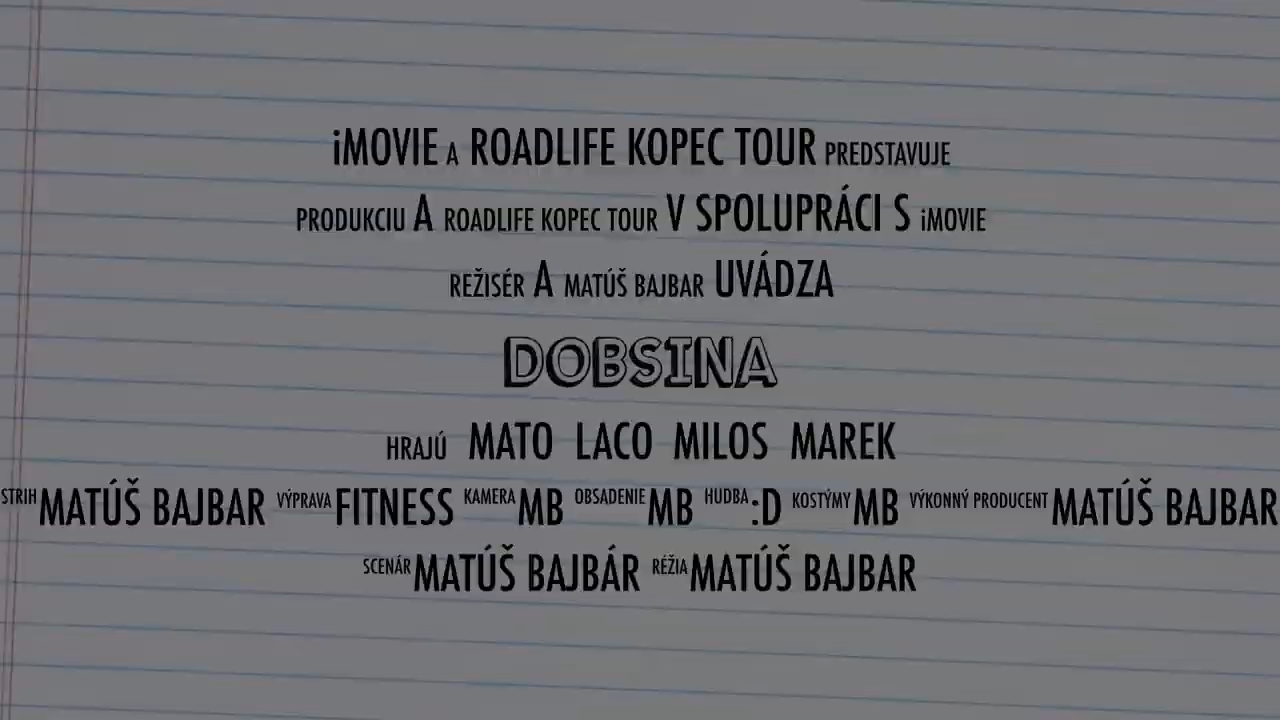 iMOVIE A ROADLIFE KOPEC TOUR PREDSTAVUJE
PRODUKCIU A ROADLIFE KOPEC TOUR V SPOLUPRÁCI S iMOVIE
REŽISÉR A MATÚŠ BAJBAR UVÁDZA
DOBSINA
HRAJÚ MATO LACO MILOS MAREK
STRIH MATÚŠ BAJBAR VÝPRAVA FITNESS KAMERA MB OBSADENIE MB HUDBA :D KOSTÝMY MB VÝKONNÝ PRODUCENT MATÚŠ BAJBAR
SCENÁR MATÚŠ BAJBÁR RÉŽIA MATÚŠ BAJBAR